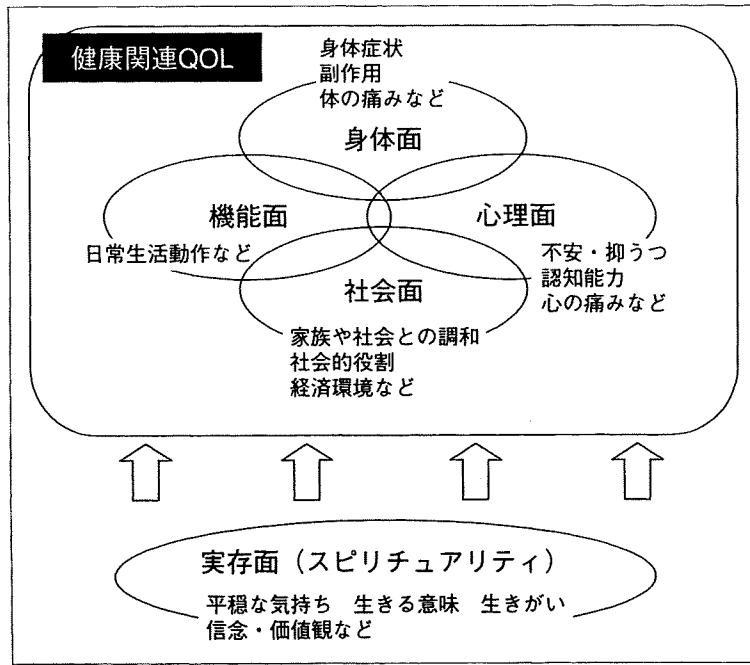 健康関連QOL
身体症状
副作用
体の痛みなど
身体面
機能面
日常生活動作など
心理面
不安・抑うつ
認知能力
心の痛みなど
社会面
家族や社会との調和
社会的役割
経済環境など
実存面（スピリチュアリティ）
平穏な気持ち　生きる意味　生きがい
信念・価値観など